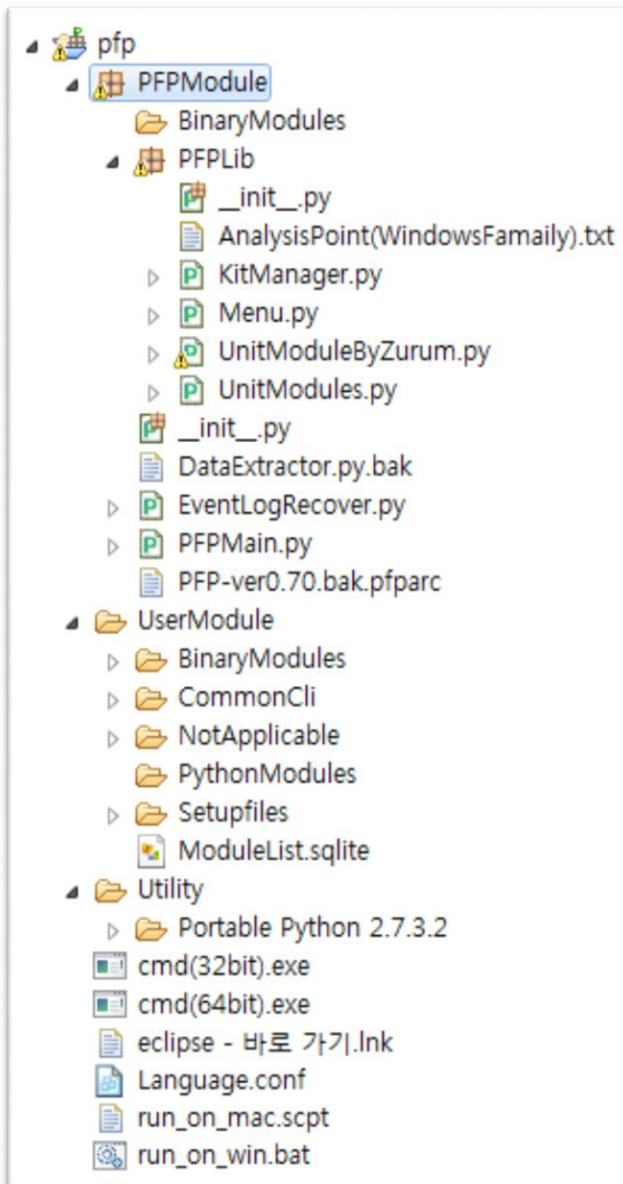 pfp
PFPModule
BinaryModules
PFPLib
__init__.py
AnalysisPoint(WindowsFamaily).txt
KitManager.py
Menu.py
UnitModuleByZurum.py
UnitModules.py
__init__.py
DataExtractor.py.bak
EventLogRecover.py
PFPMain.py
PFP-ver0.70.bak.pfparc
UserModule
BinaryModules
CommonCli
NotApplicable
PythonModules
Setupfiles
ModuleList.sqlite
Utility
Portable Python 2.7.3.2
cmd(32bit).exe
cmd(64bit).exe
eclipse - 바로 가기.lnk
Language.conf
run_on_mac.scpt
run_on_win.bat